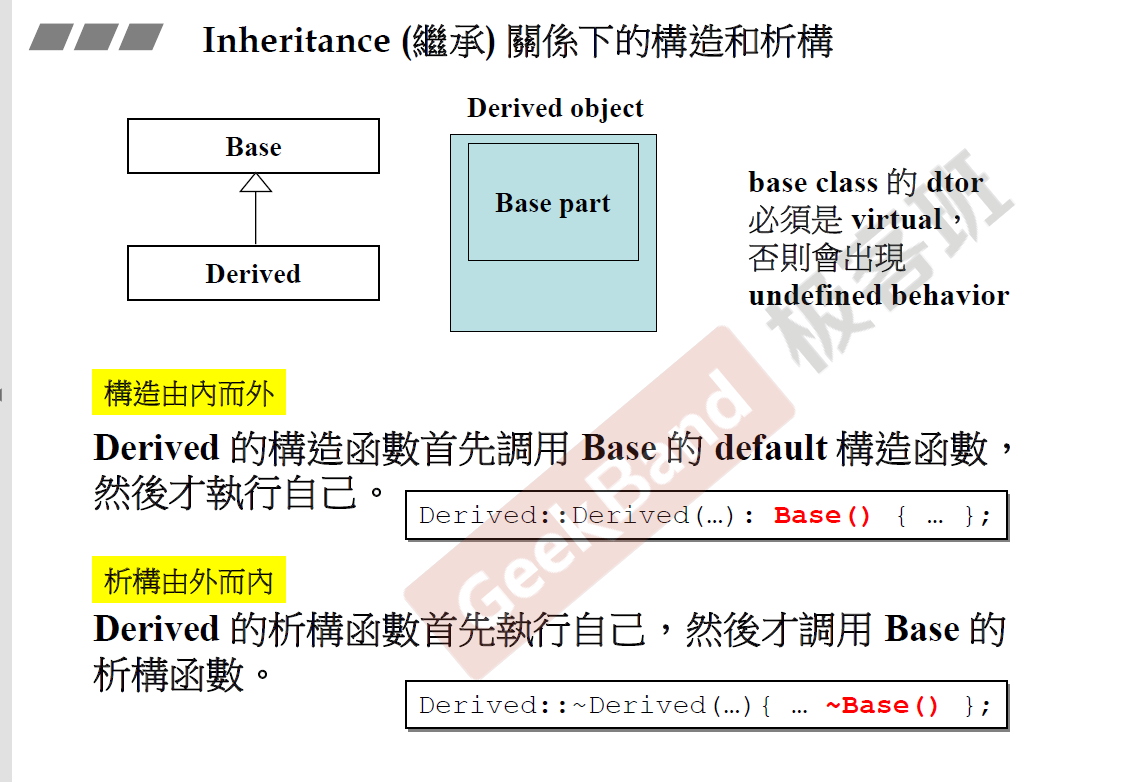 Inheritance (繼承) 關係下的構造和析構
Base
Derived
Derived object
Base part
base class 的 dtor
必須是 virtual，
否則會出現
undefined behavior
構造由內而外
Derived 的構造函數首先調用 Base 的 default 構造函數，
然後才執行自己。
Derived::Derived(…): Base() { … };
析構由外而內
Derived 的析構函數首先執行自己，然後才調用 Base 的
析構函數。
Derived::~Derived(…){ … ~Base() };
GeekBand
极客班